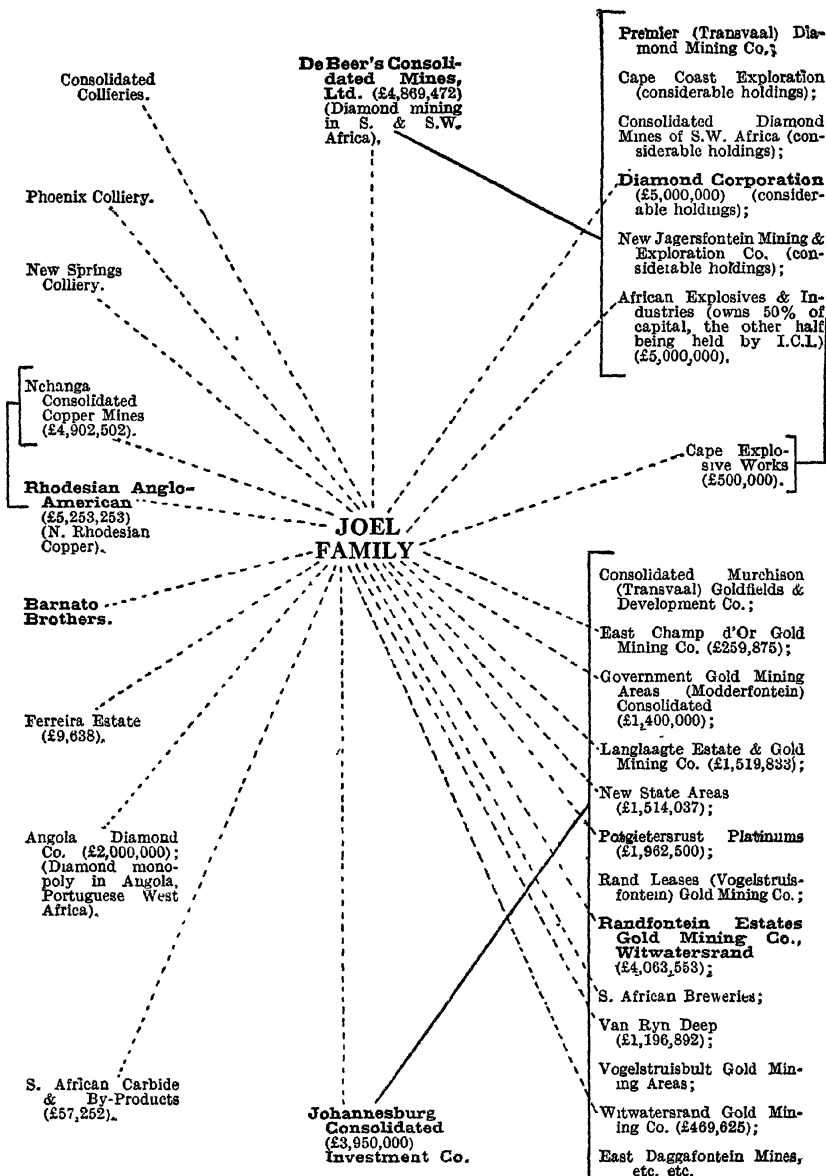 Consolidated
Collieries.
Phoenix Colliery.
New Springs
Colliery.
Nchanga
Consolidated
Copper Mines
(£4,902,502).
Rhodesian Anglo-
American
(£5,253,253)
(N. Rhodesian
Copper).
Barnato
Brothers.
Ferreira Estate
(£9,638).
Angola Diamond
Co. (£2,000,000);
(Diamond mono-
poly in Angola,
Portuguese West
Africa).
S. African Carbide
& By-Products
(£57,252).
De Beer's Consoli-
dated Mines,
Ltd. (£4,869,472)
(Diamond mining
in S. & S.W.
Africa).
JOEL
FAMILY
Johannesburg
Consolidated
(£3,950,000)
Investment Co.
Premier (Transvaal) Dia-
mond Mining Co.;
Cape Coast Exploration
(considerable holdings);
Consolidated Diamond
Mines of S.W. Africa (con-
siderable holdings);
Diamond Corporation
(£5,000,000) (consider-
able holdings);
New Jagersfontein Mining &
Exploration Co. (con-
siderable holdings);
African Explosives & In-
dustries (owns 50% of
capital, the other half
being held by I.C.I.)
(£5,000,000).
Cape Explo-
sive Works
(£500,000).
Consolidated Murchison
(Transvaal) Goldfields &
Development Co.;
East Champ d'Or Gold
Mining Co. (£259,875);
Government Gold Mining
Areas (Modderfontein)
Consolidated
(£1,400,000);
Langlaagte Estate & Gold
Mining Co. (£1,519,833);
New State Areas
(£1,514,037);
Potgietersrust Platinums
(£1,962,500);
Rand Leases (Vogelstruis-
fontein) Gold Mining Co.;
Randfontein Estates
Gold Mining Co.,
Witwatersrand
(£4,063,553);
S. African Breweries;
Van Ryn Deep
(£1,196,892);
Vogelstruisbult Gold Min-
ing Areas;
Witwatersrand Gold Min-
ing Co. (£469,625);
East Daggafontein Mines,
etc. etc.